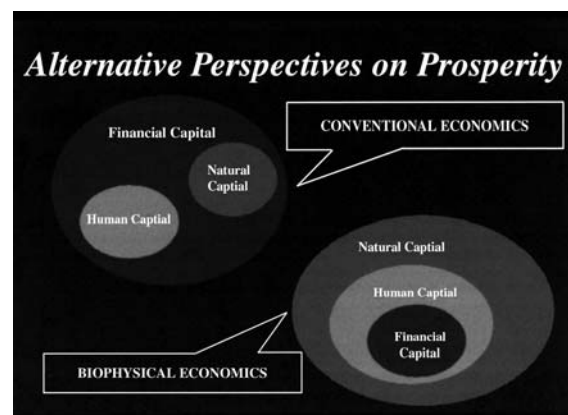 Alternative Perspectives on Prosperity
Financial Capital
CONVENTIONAL ECONOMICS
Natural
Captial
Human Captial
Natural Captial
Human Captial
Financial
Capital
BIOPHYSICAL ECONOMICS